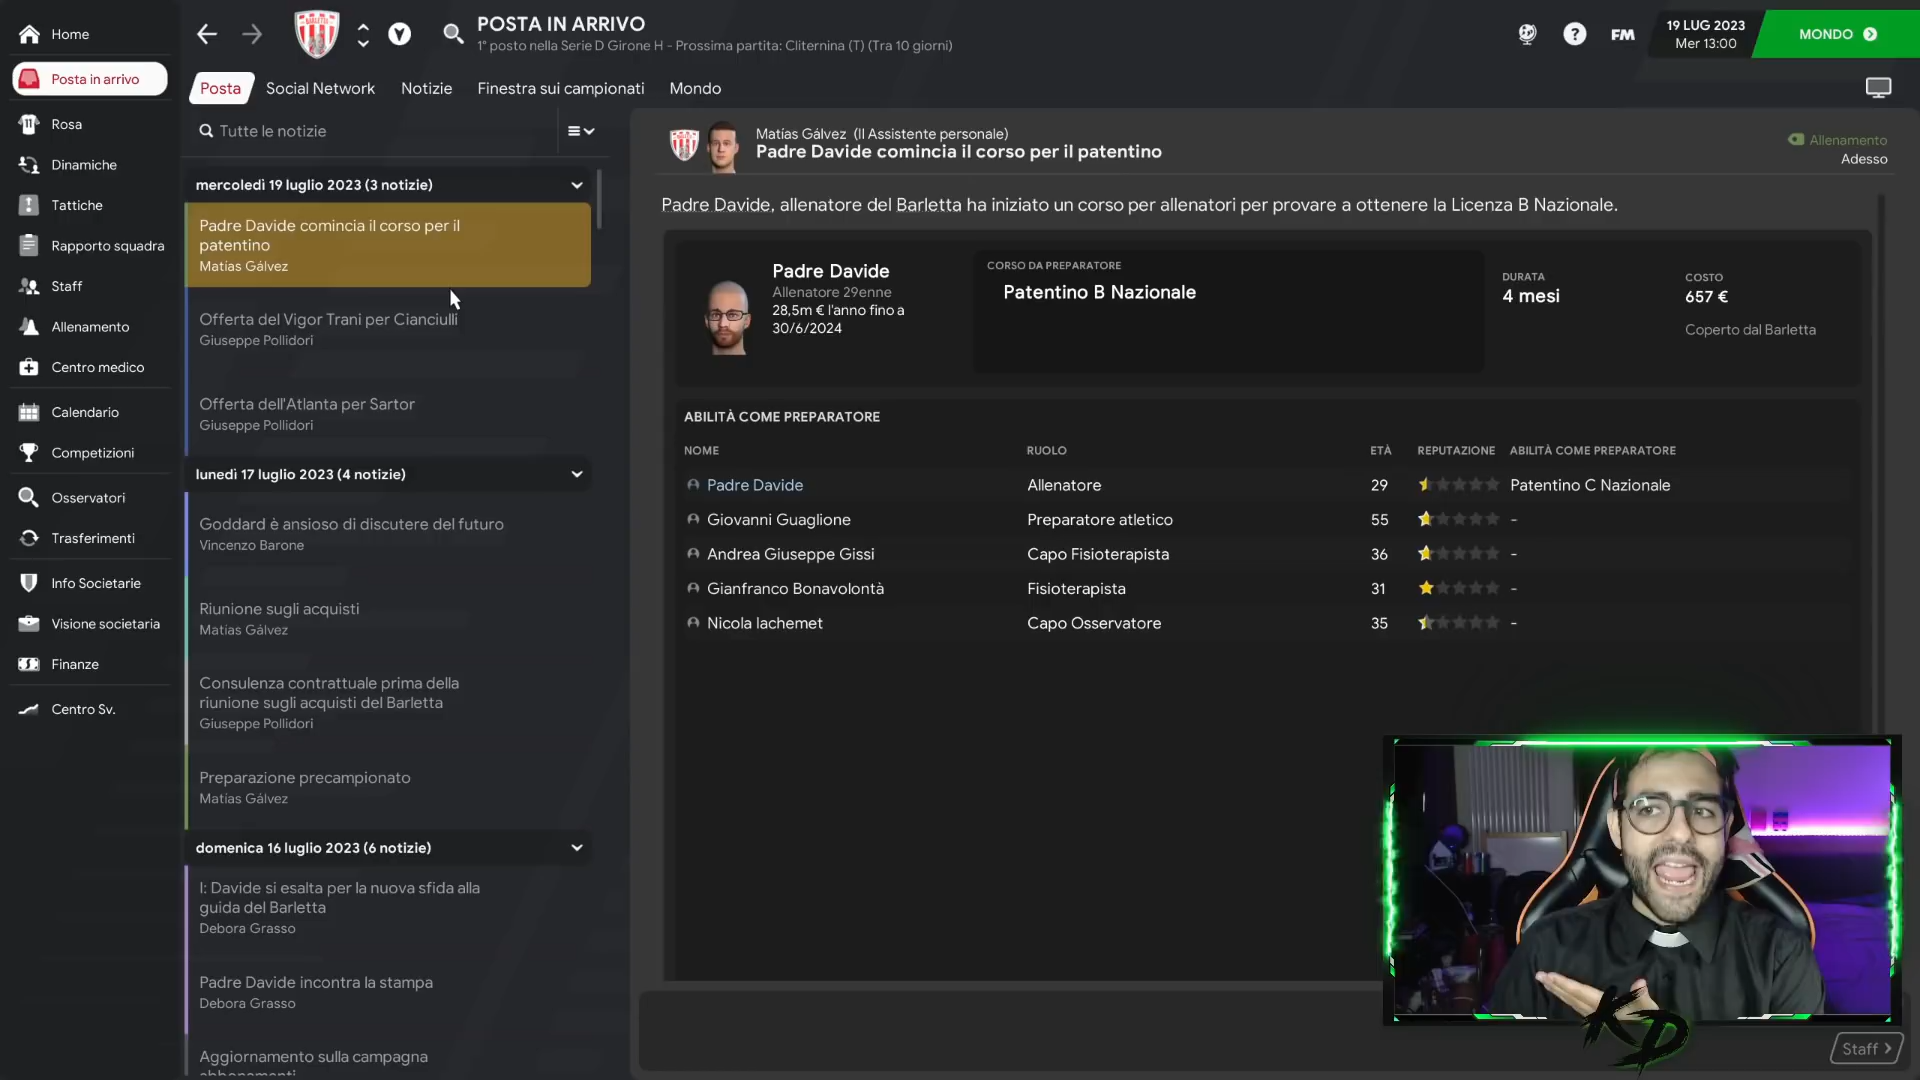 Home
Posta in arrivo
Rosa
Dinamiche
Tattiche
Rapporto squadra
Staff
Allenamento
Centro medico
Calendario
Competizioni
Osservatori
Trasferimenti
Info Societarie
Visione societaria
Finanze
Centro Sv.
POSTA IN ARRIVO
1° posto nella Serie D Girone H - Prossima partita: Cliternina (T) (Tra 10 giorni)
FM
19 LUG 2023
Mer 13:00
MONDO
Posta
Social Network
Notizie
Finestra sui campionati
Mondo
Tutte le notizie
mercoledì 19 luglio 2023 (3 notizie)
Padre Davide comincia il corso per il
patentino
Matías Gálvez
Offerta del Vigor Trani per Cianciulli
Giuseppe Pollidori
Offerta dell'Atlanta per Sartor
Giuseppe Pollidori
lunedì 17 luglio 2023 (4 notizie)
Goddard è ansioso di discutere del futuro
Vincenzo Barone
Riunione sugli acquisti
Matías Gálvez
Consulenza contrattuale prima della
riunione sugli acquisti del Barletta
Giuseppe Pollidori
Preparazione precampionato
Matías Gálvez
domenica 16 luglio 2023 (6 notizie)
I: Davide si esalta per la nuova sfida alla
guida del Barletta
Debora Grasso
Padre Davide incontra la stampa
Debora Grasso
Aggiornamento sulla campagna
Matías Gálvez (Il Assistente personale)
Padre Davide comincia il corso per il patentino
Allenamento
Adesso
Padre Davide, allenatore del Barletta ha iniziato un corso per allenatori per provare a ottenere la Licenza B Nazionale.
Padre Davide
Allenatore 29enne
28,5m € l'anno fino a
30/6/2024
CORSO DA PREPARATORE
Patentino B Nazionale
DURATA
4 mesi
COSTO
657 €
Coperto dal Barletta
ABILITÀ COME PREPARATORE
NOME RUOLO ETÀ REPUTAZIONE ABILITÀ COME PREPARATORE
Padre Davide Allenatore 29 Patentino C Nazionale
Giovanni Guaglione Preparatore atletico 55 -
Andrea Giuseppe Gissi Capo Fisioterapista 36 -
Gianfranco Bonavolontà Fisioterapista 31 -
Nicola Iachemet Capo Osservatore 35 -
KD
Staff